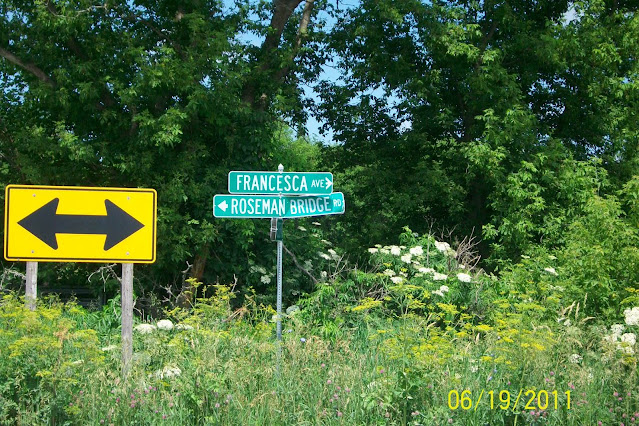 FRANCESCA AVE
ROSEMAN BRIDGE RD
06/19/2011